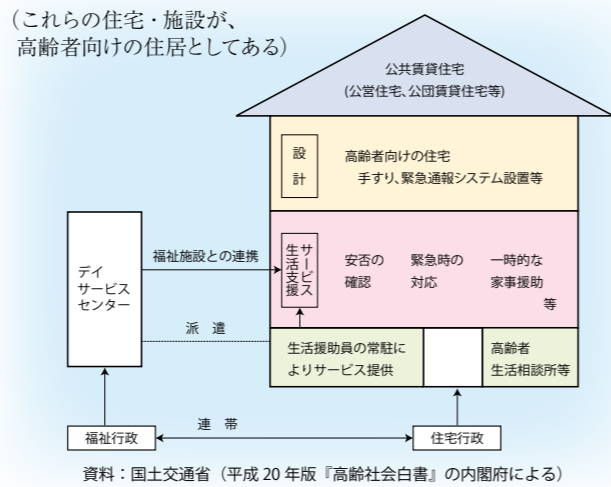 (これらの住宅・施設が、
高齢者向けの住居としてある)
公共賃貸住宅
(公営住宅、公団賃貸住宅等)
設計
高齢者向けの住宅
手すり、緊急通報システム設置等
福祉施設との連携
デイ
サービス
センター
サービス
生活支援
安否の
確認
緊急時の
対応
一時的な
家事援助
等
派遣
生活援助員の常駐に
よりサービス提供
高齢者
生活相談所等
連帯
福祉行政
住宅行政
資料:国土交通省(平成20年版『高齢社会白書』の内閣府による)